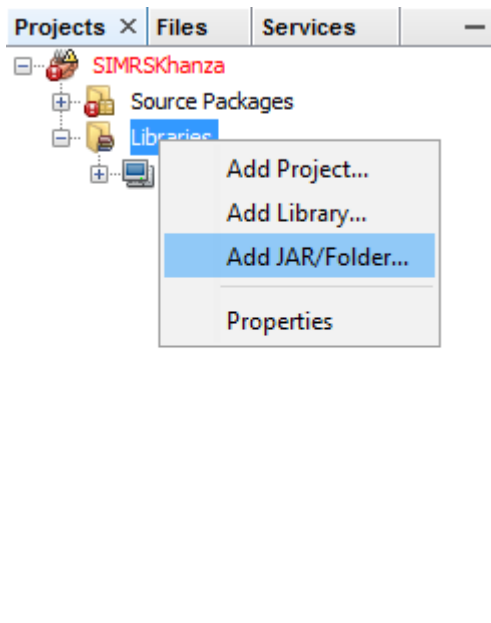 Projects × Files Services
SIMRSKhanza
Source Packages
Libraries
Add Project...
Add Library...
Add JAR/Folder...
Properties